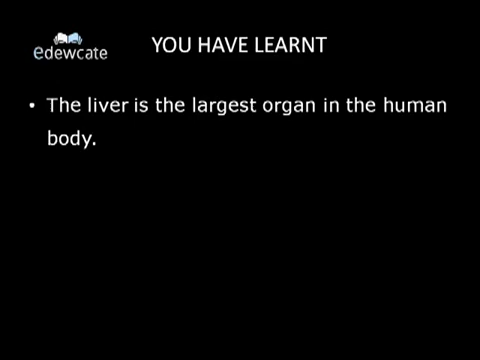 edewcate
YOU HAVE LEARNT
• The liver is the largest organ in the human
body.